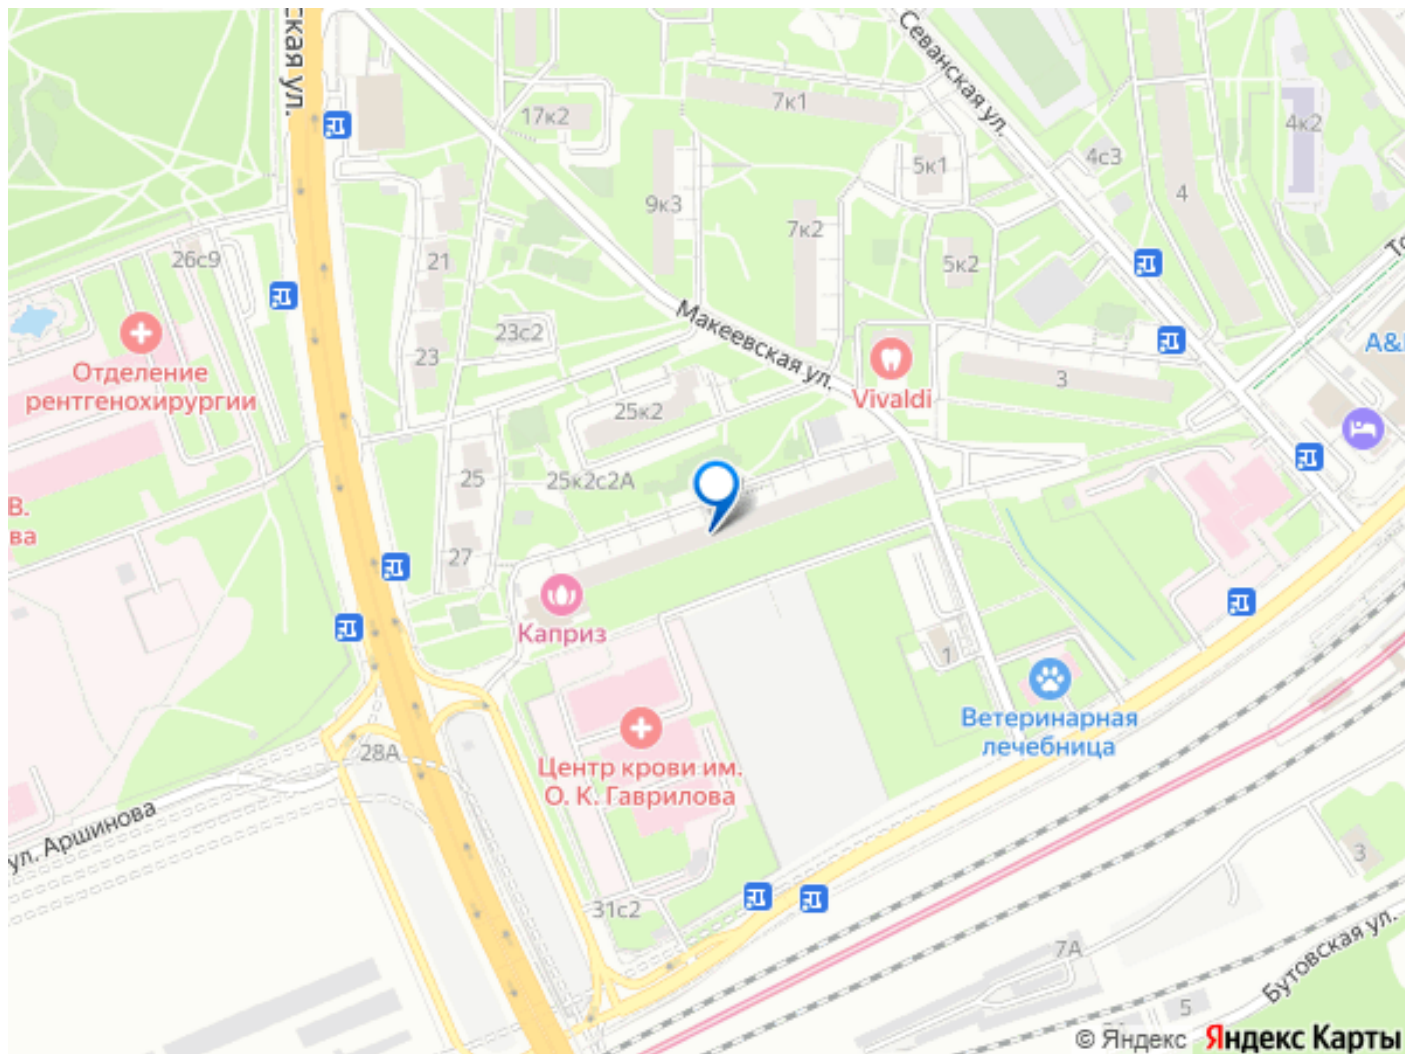 ская ул.
Севанская ул.
7к1
17к2
4к2
4с3
5к1
4
9к3
7к2
26с9
21
5к2
То
Макеевская ул.
23с2
23
Отделение
рентгенохирургии
Vivaldi
3
А&
25к2
25
25к2с2А
В.
ва
27
Каприз
1
Ветеринарная
лечебница
28А
Центр крови им.
О. К. Гаврилова
ул. Аршинова
3
31с2
7А
Бутовская ул.
5
© Яндекс Яндекс Карты